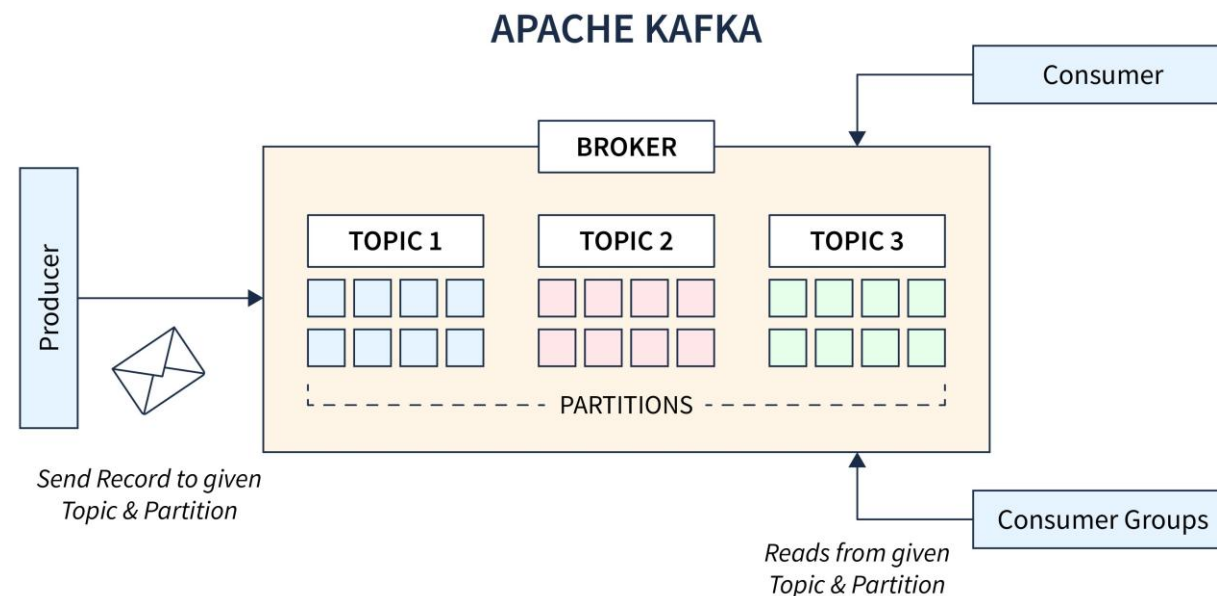 APACHE KAFKA
Consumer
BROKER
Producer
TOPIC 1
TOPIC 2
TOPIC 3
PARTITIONS
Send Record to given
Topic & Partition
Consumer Groups
Reads from given
Topic & Partition